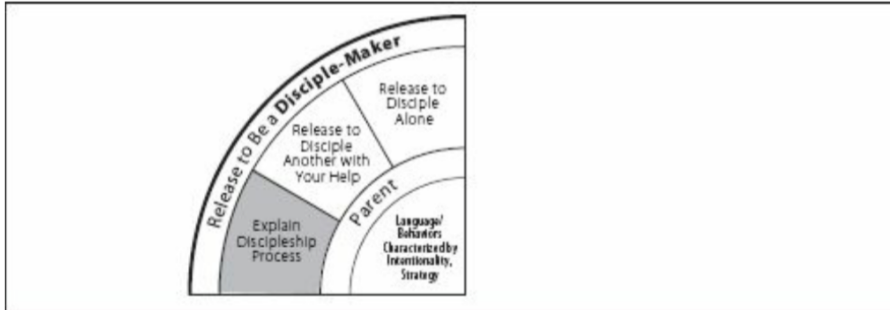 Release to Be a Disciple-Maker
Release to
Disciple
Alone
Release to
Disciple
Another with
Your Help
Explain
Discipleship
Process
Parent
Language/
Behaviors
Characterized by
Intentionality,
Strategy